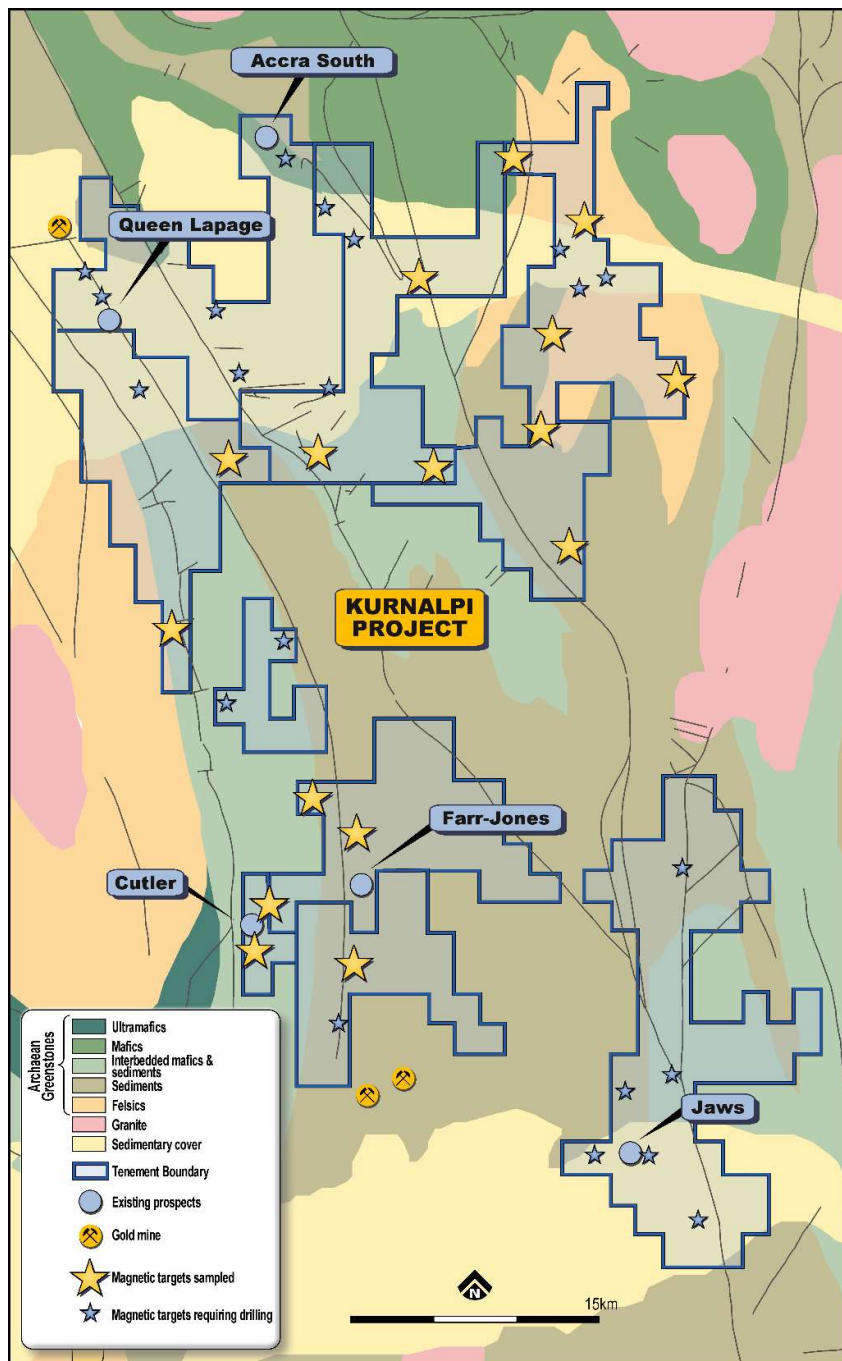 Accra South
Queen Lapage
KURNALPI
PROJECT
Farr-Jones
Cutler
Jaws
Archaean
Greenstones
Ultramafics
Mafics
Interbedded mafics &
sediments
Sediments
Felsics
Granite
Sedimentary cover
Tenement Boundary
Existing prospects
Gold mine
Magnetic targets sampled
Magnetic targets requiring drilling
N
15km